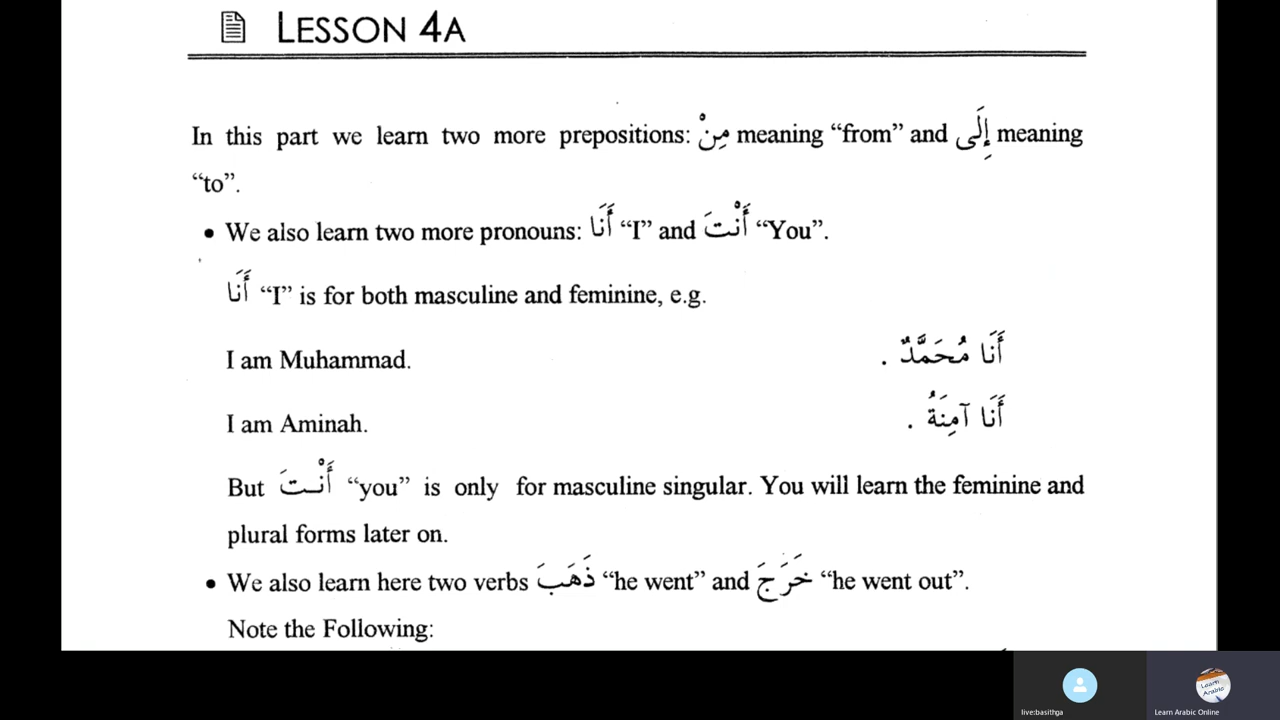 LESSON 4A
In this part we learn two more prepositions: مِنْ meaning “from” and إِلَى meaning
“to”.
• We also learn two more pronouns: أَنَا “I” and أَنْتَ “You”.
أَنَا “I” is for both masculine and feminine, e.g.
I am Muhammad. أَنَا مُحَمَّدٌ .
I am Aminah. أَنَا آمِنَةُ .
But أَنْتَ “you” is only for masculine singular. You will learn the feminine and
plural forms later on.
• We also learn here two verbs ذَهَبَ “he went” and خَرَجَ “he went out”.
Note the Following:
live:basithga
Learn Arabic
Learn Arabic Online